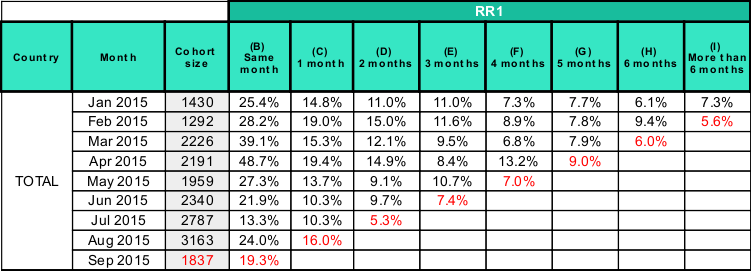 RR1
Country Month Cohort size (B) Same month (C) 1 month (D) 2 months (E) 3 months (F) 4 months (G) 5 months (H) 6 months (I) More than 6 months
TOTAL
Jan 2015 1430 25.4% 14.8% 11.0% 11.0% 7.3% 7.7% 6.1% 7.3%
Feb 2015 1292 28.2% 19.0% 15.0% 11.6% 8.9% 7.8% 9.4% 5.6%
Mar 2015 2226 39.1% 15.3% 12.1% 9.5% 6.8% 7.9% 6.0%
Apr 2015 2191 48.7% 19.4% 14.9% 8.4% 13.2% 9.0%
May 2015 1959 27.3% 13.7% 9.1% 10.7% 7.0%
Jun 2015 2340 21.9% 10.3% 9.7% 7.4%
Jul 2015 2787 13.3% 10.3% 5.3%
Aug 2015 3163 24.0% 16.0%
Sep 2015 1837 19.3%